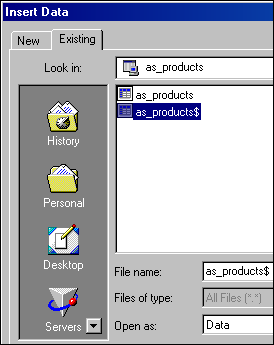 Insert Data
New
Existing
Look in:
as_products
as_products
as_products$
History
Personal
Desktop
Servers
File name:
as_products$
Files of type:
All Files (*.*)
Open as:
Data